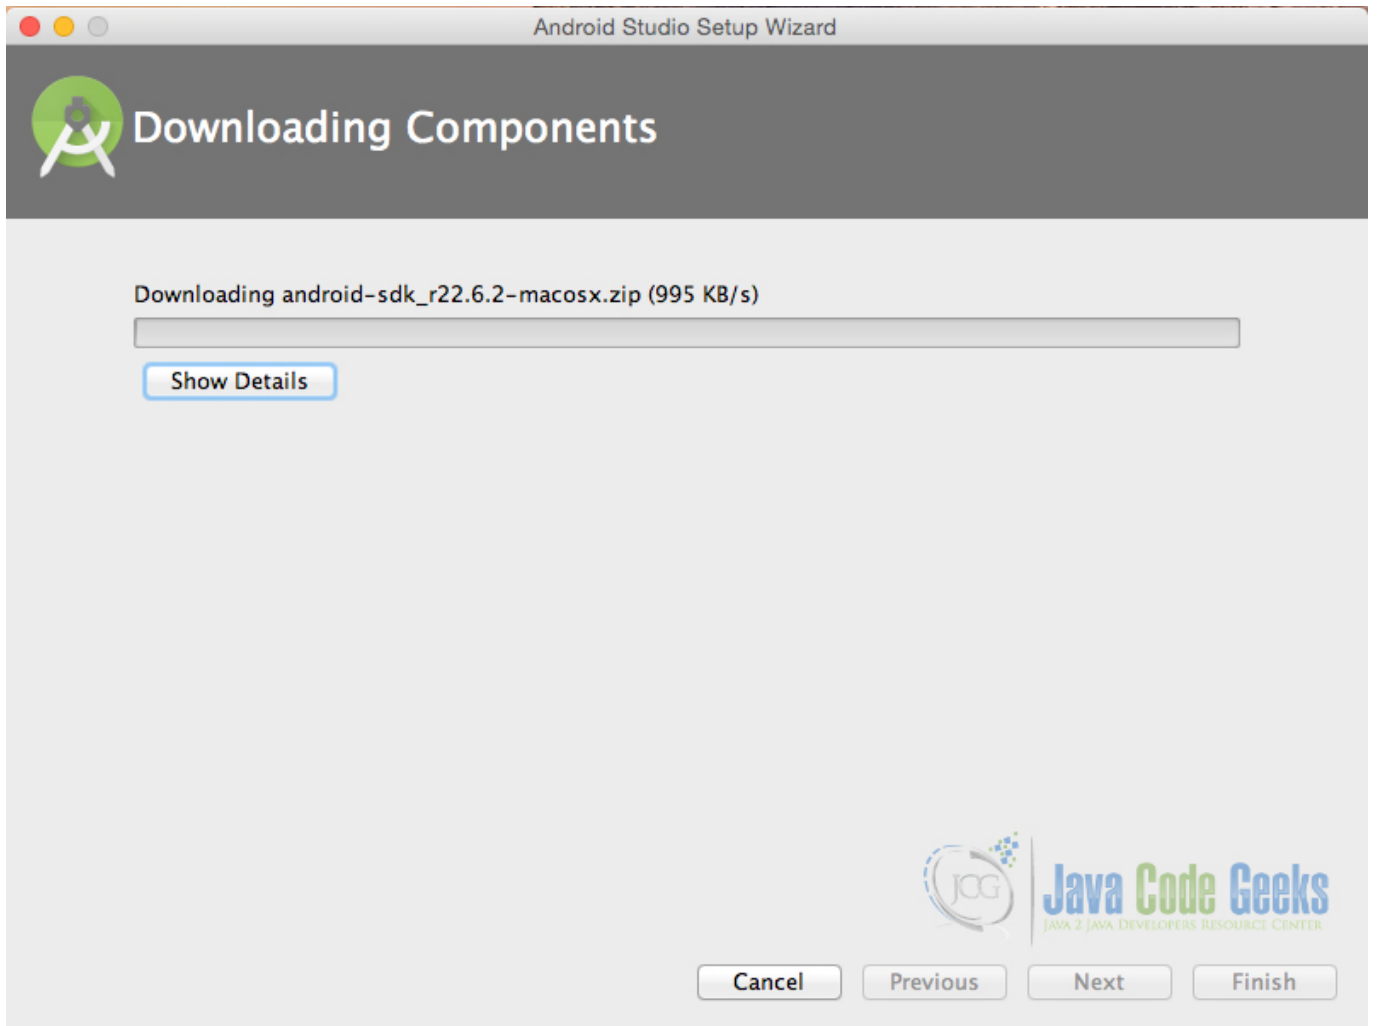 Android Studio Setup Wizard
Downloading Components
Downloading android-sdk_r22.6.2-macosx.zip (995 KB/s)
Show Details
JCG
Java Code Geeks
JAVA 2 JAVA DEVELOPERS RESOURCE CENTER
Cancel Previous Next Finish